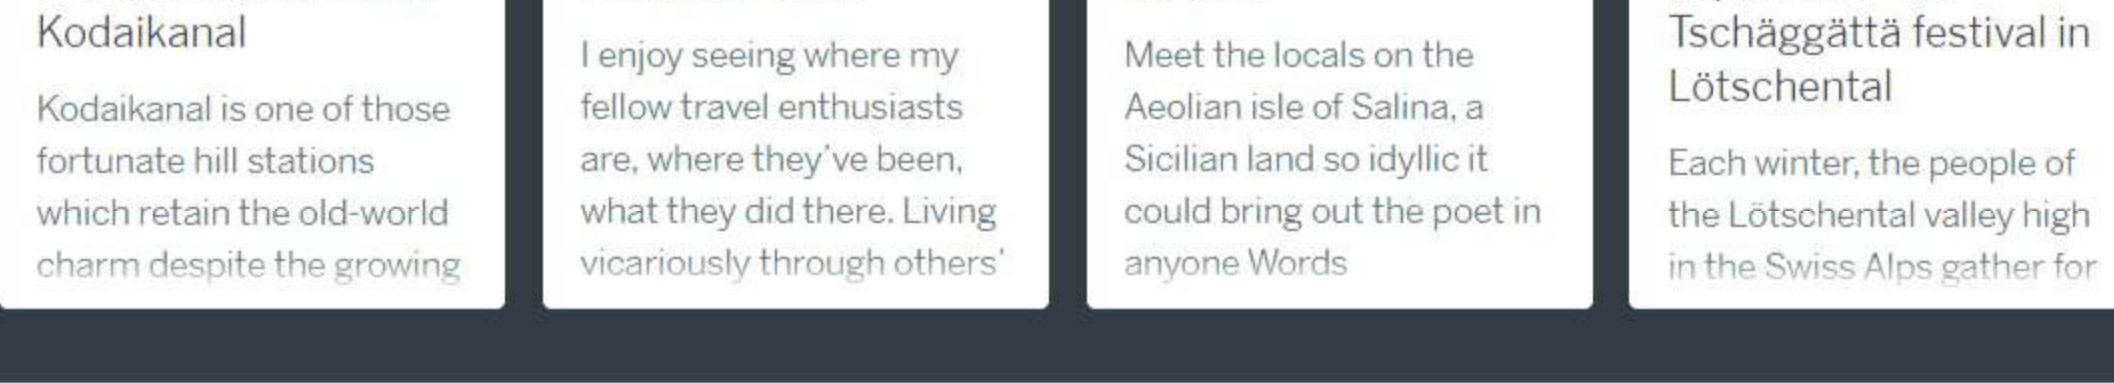 Kodaikanal
Kodaikanal is one of those
fortunate hill stations
which retain the old-world
charm despite the growing
I enjoy seeing where my
fellow travel enthusiasts
are, where they've been,
what they did there. Living
vicariously through others'
Meet the locals on the
Aeolian isle of Salina, a
Sicilian land so idyllic it
could bring out the poet in
anyone Words
Tschäggättä festival in
Lötschental
Each winter, the people of
the Lötschental valley high
in the Swiss Alps gather for